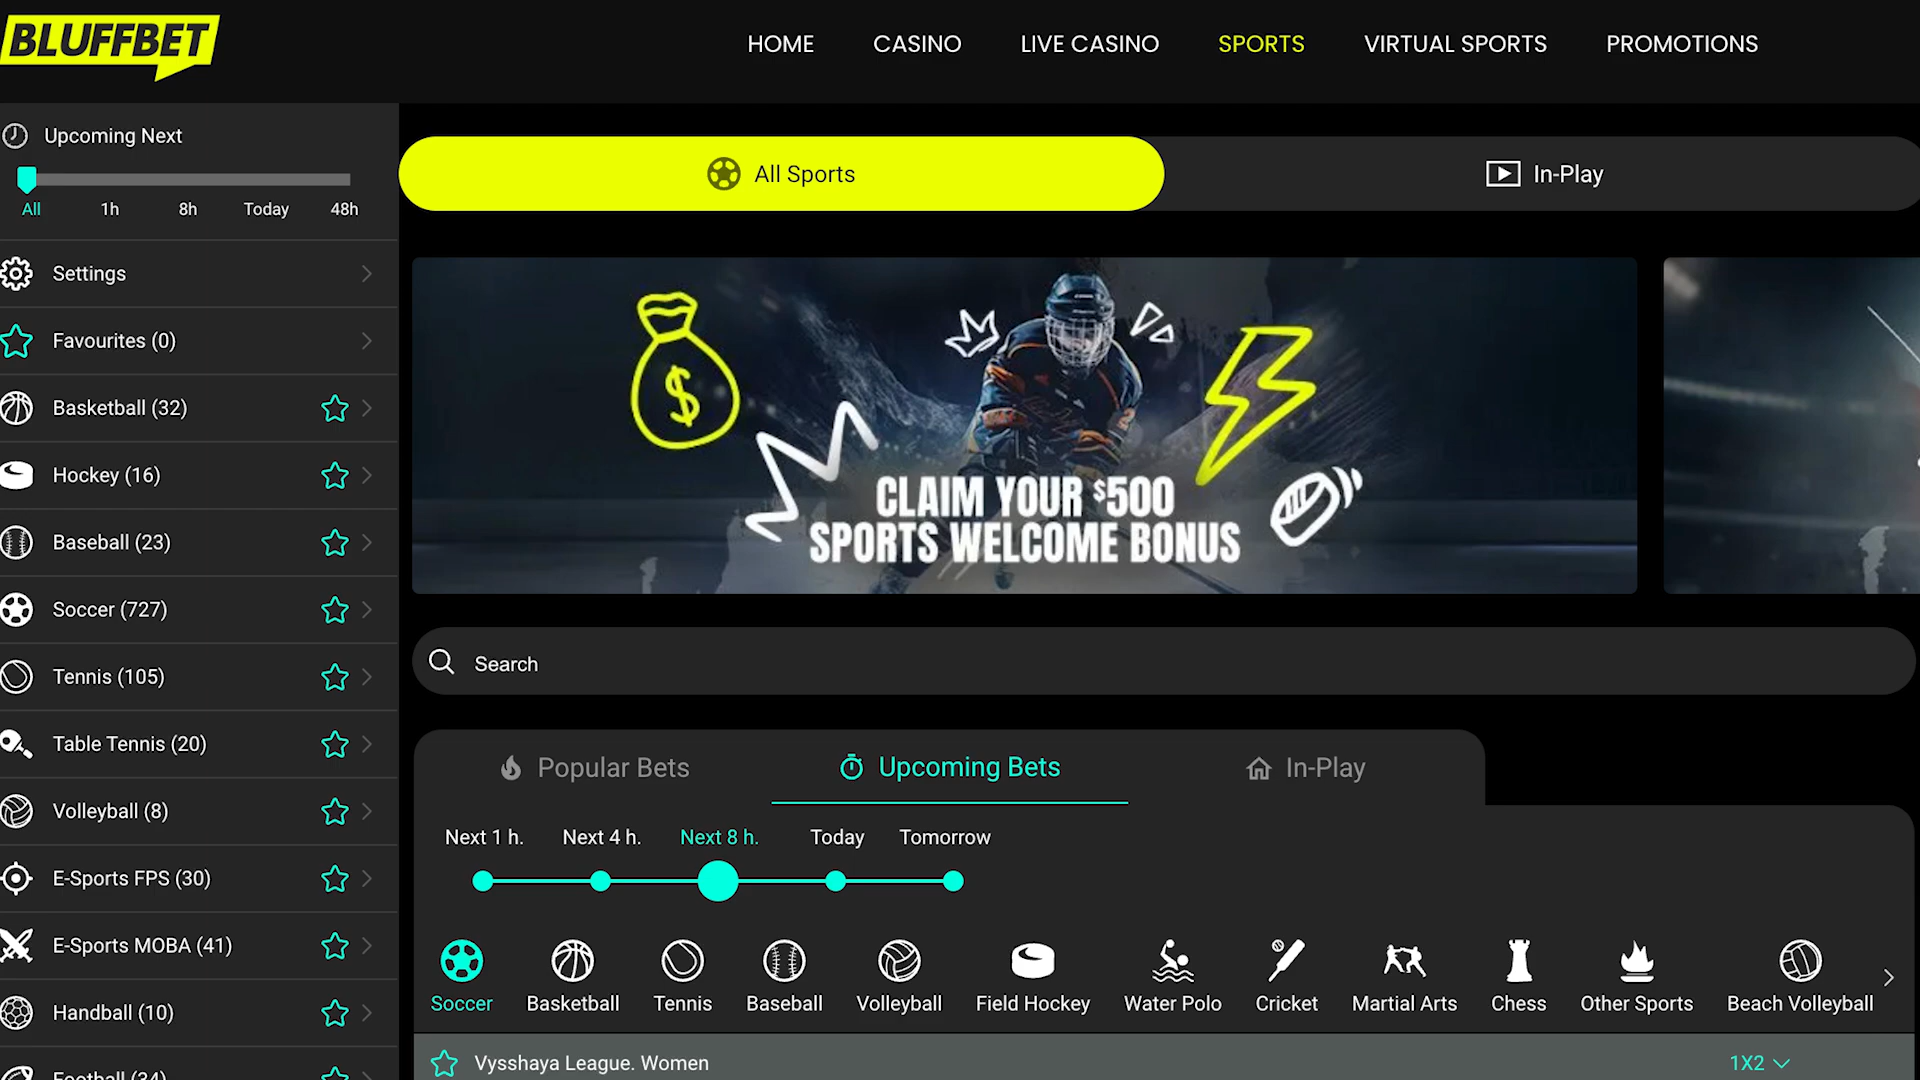 BLUFFBET
HOME CASINO LIVE CASINO SPORTS VIRTUAL SPORTS PROMOTIONS
Upcoming Next
All 1h 8h Today 48h
Settings
Favourites (0)
Basketball (32)
Hockey (16)
Baseball (23)
Soccer (727)
Tennis (105)
Table Tennis (20)
Volleyball (8)
E-Sports FPS (30)
E-Sports MOBA (41)
Handball (10)
Football (34)
All Sports
In-Play
$
CLAIM YOUR $500
SPORTS WELCOME BONUS
Search
Popular Bets Upcoming Bets In-Play
Next 1 h. Next 4 h. Next 8 h. Today Tomorrow
Soccer Basketball Tennis Baseball Volleyball Field Hockey Water Polo Cricket Martial Arts Chess Other Sports Beach Volleyball
Vysshaya League. Women 1X2